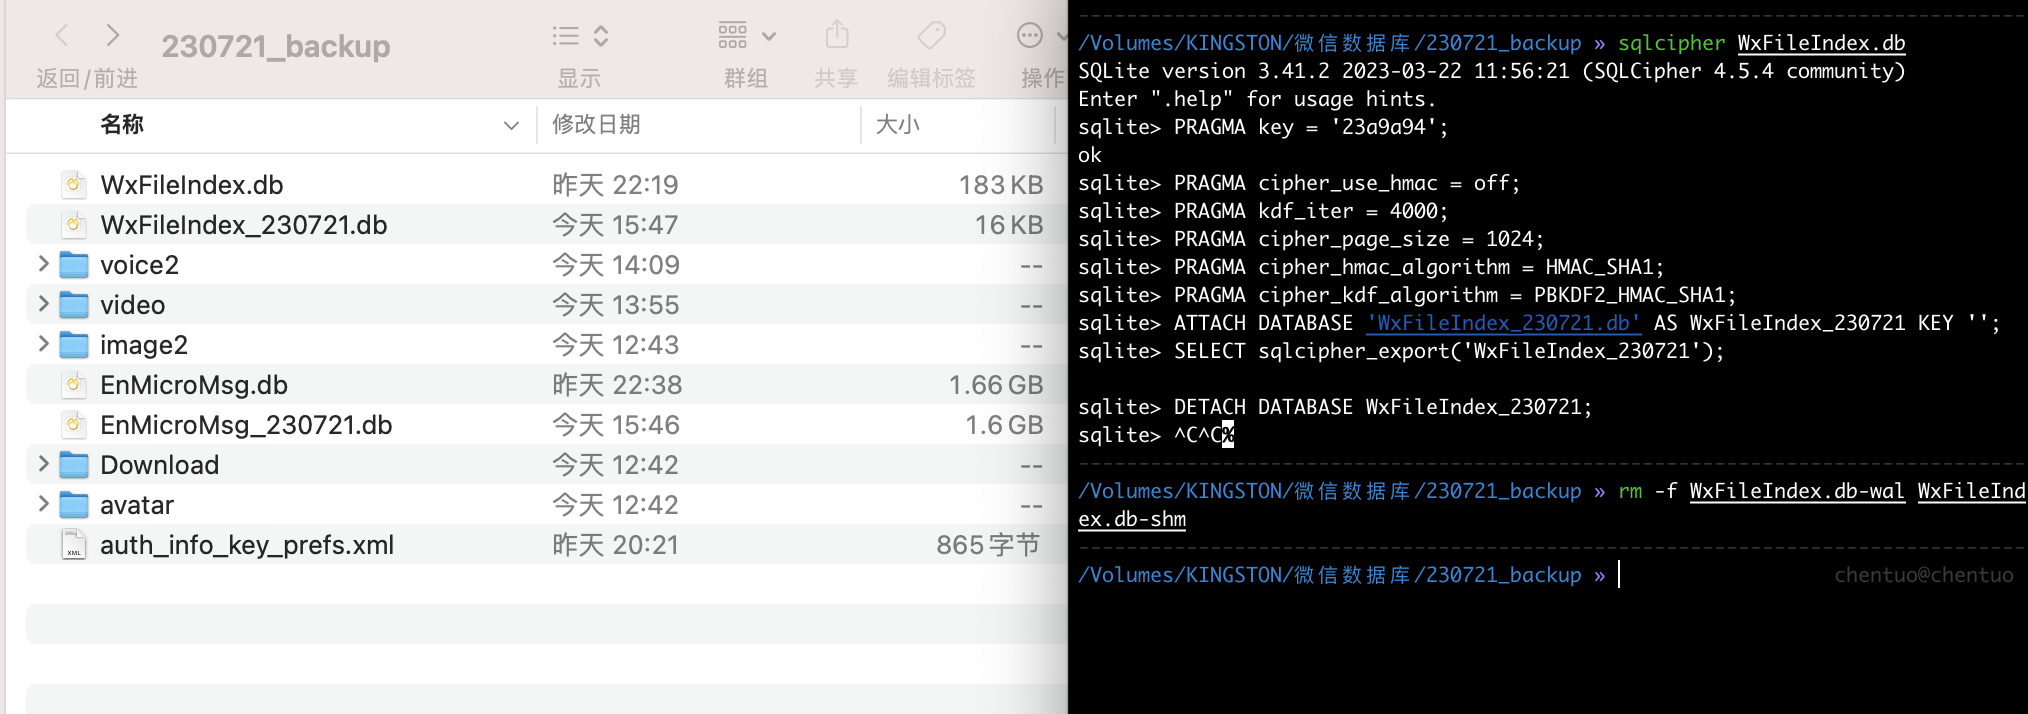 230721_backup
返回/前进
显示
群组
共享
编辑标签
操作
名称 修改日期 大小
WxFileIndex.db 昨天 22:19 183 KB
WxFileIndex_230721.db 今天 15:47 16 KB
voice2 今天 14:09 --
video 今天 13:55 --
image2 今天 12:43 --
EnMicroMsg.db 昨天 22:38 1.66 GB
EnMicroMsg_230721.db 今天 15:46 1.6 GB
Download 今天 12:42 --
avatar 今天 12:42 --
auth_info_key_prefs.xml 昨天 20:21 865 字节
/Volumes/KINGSTON/微信数据库/230721_backup » sqlcipher WxFileIndex.db
SQLite version 3.41.2 2023-03-22 11:56:21 (SQLCipher 4.5.4 community)
Enter ".help" for usage hints.
sqlite> PRAGMA key = '23a9a94';
ok
sqlite> PRAGMA cipher_use_hmac = off;
sqlite> PRAGMA kdf_iter = 4000;
sqlite> PRAGMA cipher_page_size = 1024;
sqlite> PRAGMA cipher_hmac_algorithm = HMAC_SHA1;
sqlite> PRAGMA cipher_kdf_algorithm = PBKDF2_HMAC_SHA1;
sqlite> ATTACH DATABASE 'WxFileIndex_230721.db' AS WxFileIndex_230721 KEY '';
sqlite> SELECT sqlcipher_export('WxFileIndex_230721');
sqlite> DETACH DATABASE WxFileIndex_230721;
sqlite> ^C^C%
/Volumes/KINGSTON/微信数据库/230721_backup » rm -f WxFileIndex.db-wal WxFileInd
ex.db-shm
/Volumes/KINGSTON/微信数据库/230721_backup » chentuo@chentuo